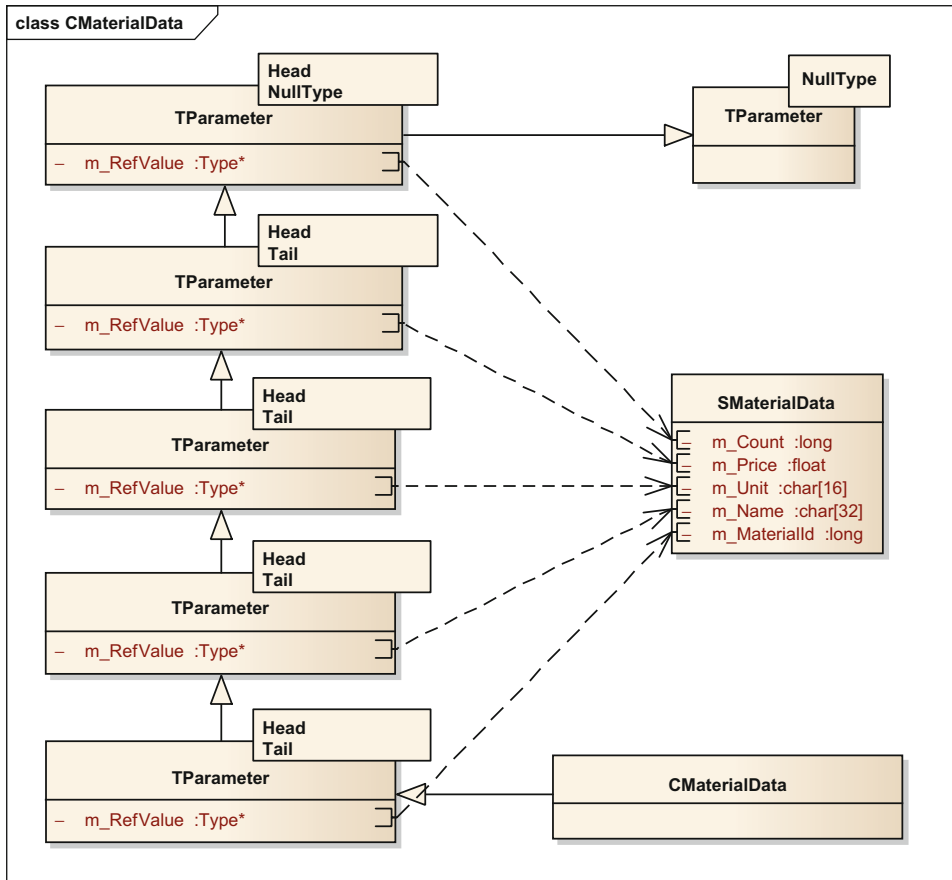 class CMaterialData
Head
NullType
TParameter
– m_RefValue :Type*
NullType
TParameter
Head
Tail
TParameter
– m_RefValue :Type*
Head
Tail
TParameter
– m_RefValue :Type*
SMaterialData
– m_Count :long
– m_Price :float
– m_Unit :char[16]
– m_Name :char[32]
– m_MaterialId :long
Head
Tail
TParameter
– m_RefValue :Type*
Head
Tail
TParameter
– m_RefValue :Type*
CMaterialData